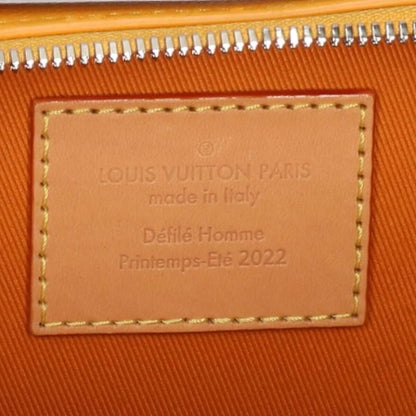 ®
LOUIS VUITTON PARIS
made in Italy
Défilé Homme
Printemps-Eté 2022